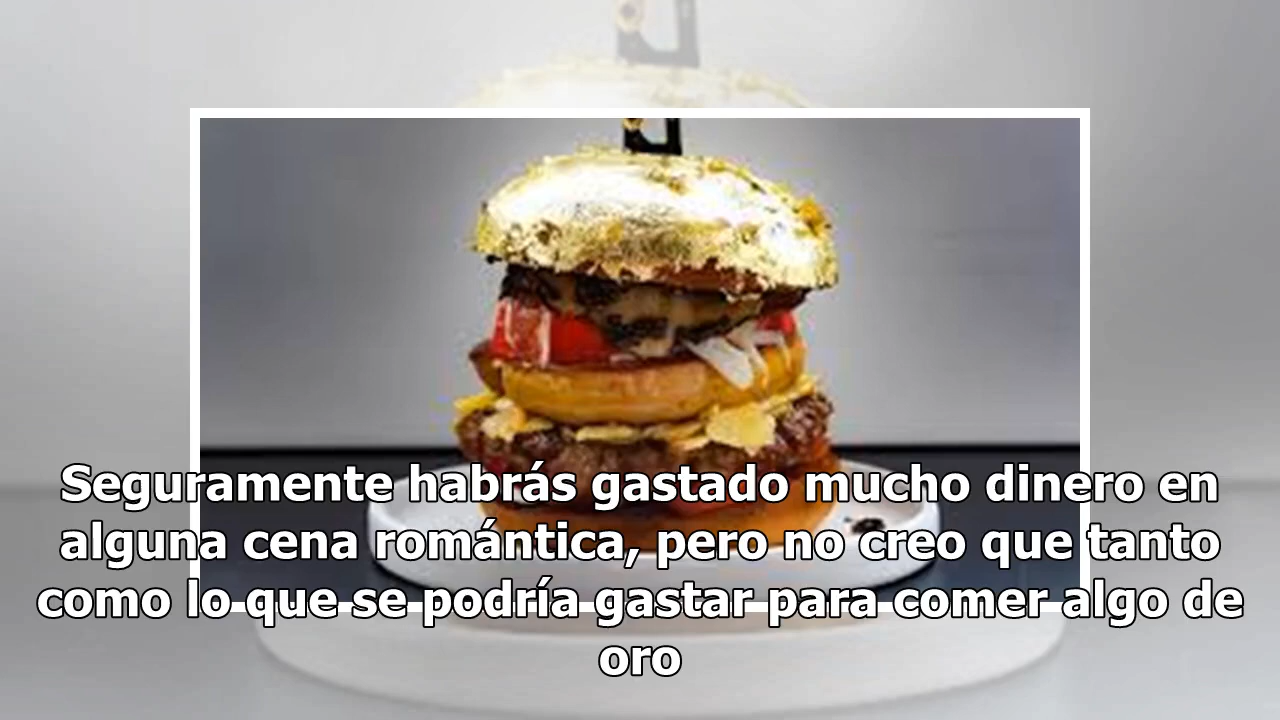 Seguramente habrás gastado mucho dinero en
alguna cena romántica, pero no creo que tanto
como lo que se podría gastar para comer algo de
oro